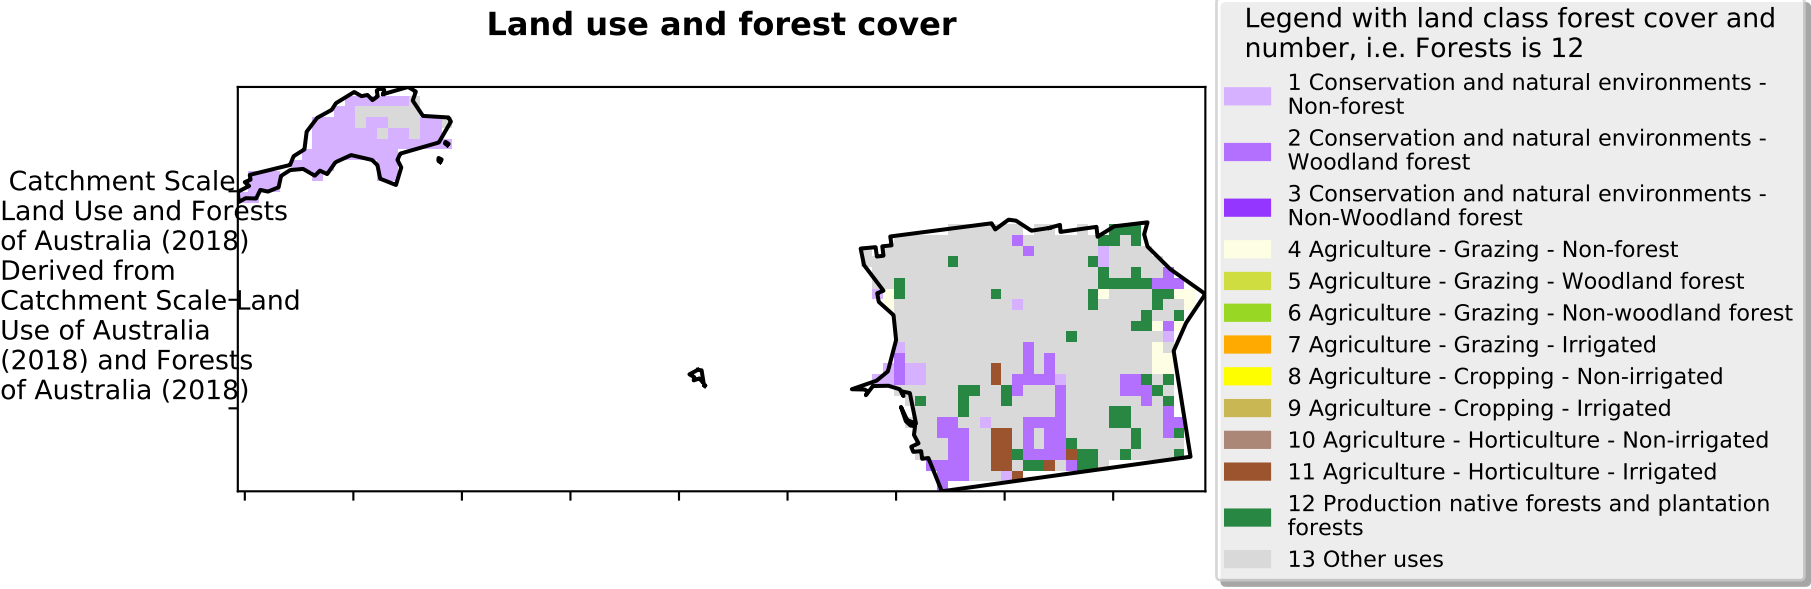 Land use and forest cover
Catchment Scale
Land Use and Forests
of Australia (2018)
Derived from
Catchment Scale Land
Use of Australia
(2018) and Forests
of Australia (2018)
Legend with land class forest cover and
number, i.e. Forests is 12
1 Conservation and natural environments -
Non-forest
2 Conservation and natural environments -
Woodland forest
3 Conservation and natural environments -
Non-Woodland forest
4 Agriculture - Grazing - Non-forest
5 Agriculture - Grazing - Woodland forest
6 Agriculture - Grazing - Non-woodland forest
7 Agriculture - Grazing - Irrigated
8 Agriculture - Cropping - Non-irrigated
9 Agriculture - Cropping - Irrigated
10 Agriculture - Horticulture - Non-irrigated
11 Agriculture - Horticulture - Irrigated
12 Production native forests and plantation
forests
13 Other uses